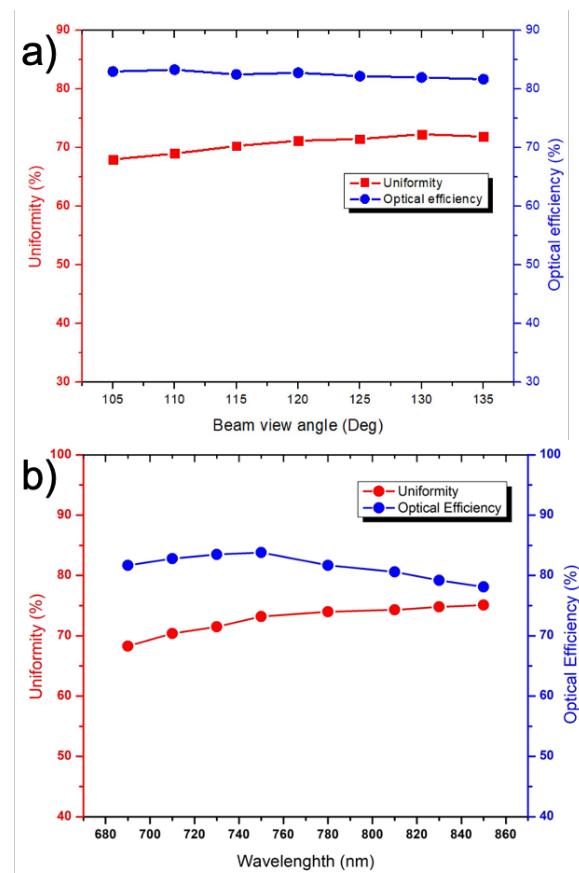 a)
90
80
70
60
50
40
30
Uniformity (%)
Uniformity
Optical efficiency
90
80
70
60
50
40
30
Optical efficiency (%)
105 110 115 120 125 130 135
Beam view angle (Deg)
b)
100
90
80
70
60
50
40
Uniformity (%)
Uniformity
Optical Efficiency
100
90
80
70
60
50
40
Optical Efficiency (%)
680 700 720 740 760 780 800 820 840 860
Wavelenghth (nm)